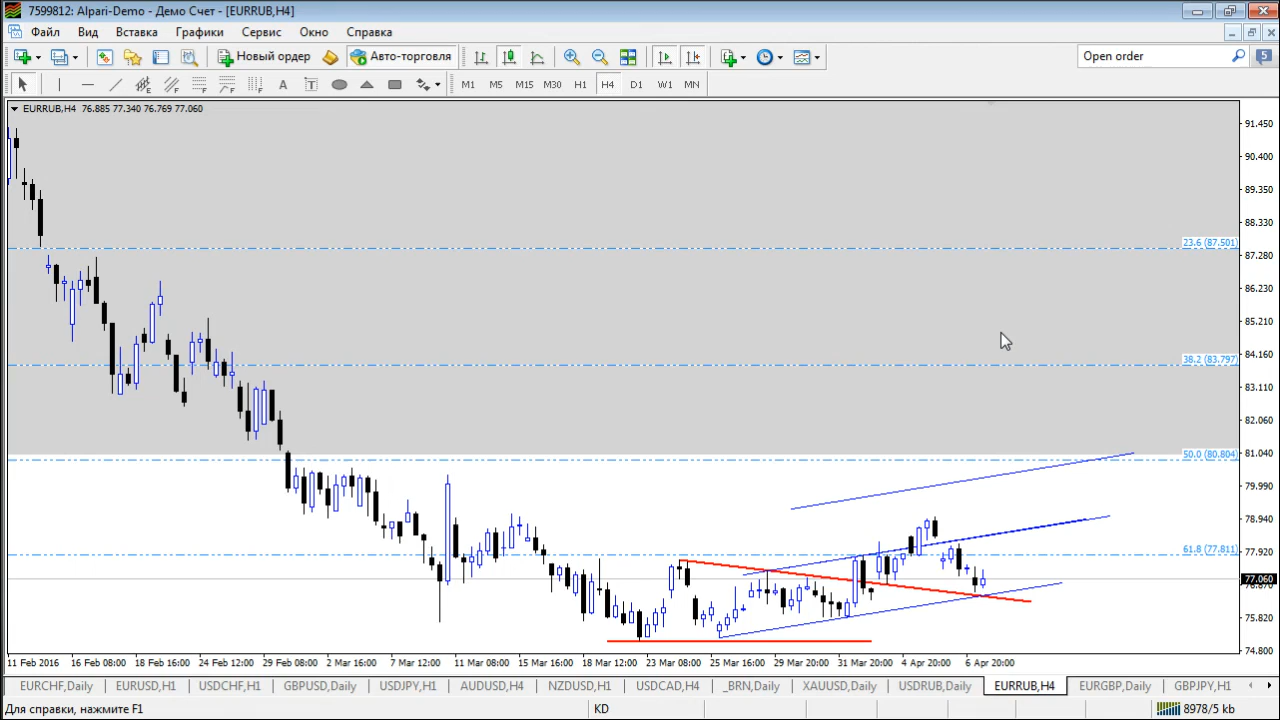 7599812: Alpari-Demo - Демо Счет - [EURRUB,H4]
Файл Вид Вставка Графики Сервис Окно Справка
Новый ордер Авто-торговля Open order 5
A T M1 M5 M15 M30 H1 H4 D1 W1 MN
EURRUB,H4 76.885 77.340 76.769 77.060
91.450
90.400
89.350
88.330
23.6 (87.501)
87.280
86.230
85.210
84.160
38.2 (83.797)
83.110
82.060
81.040
50.0 (80.804)
79.990
78.940
77.920
61.8 (77.811)
77.060
75.820
74.800
11 Feb 2016 16 Feb 08:00 18 Feb 16:00 24 Feb 12:00 29 Feb 08:00 2 Mar 16:00 7 Mar 12:00 11 Mar 08:00 15 Mar 16:00 18 Mar 12:00 23 Mar 08:00 25 Mar 16:00 29 Mar 20:00 31 Mar 20:00 4 Apr 20:00 6 Apr 20:00
EURCHF,Daily EURUSD,H1 USDCHF,H1 GBPUSD,Daily USDJPY,H1 AUDUSD,H4 NZDUSD,H1 USDCAD,H4 _BRN,Daily XAUUSD,Daily USDRUB,Daily EURRUB,H4 EURGBP,Daily GBPJPY,H1
Для справки, нажмите F1 KD 8978/5 kb